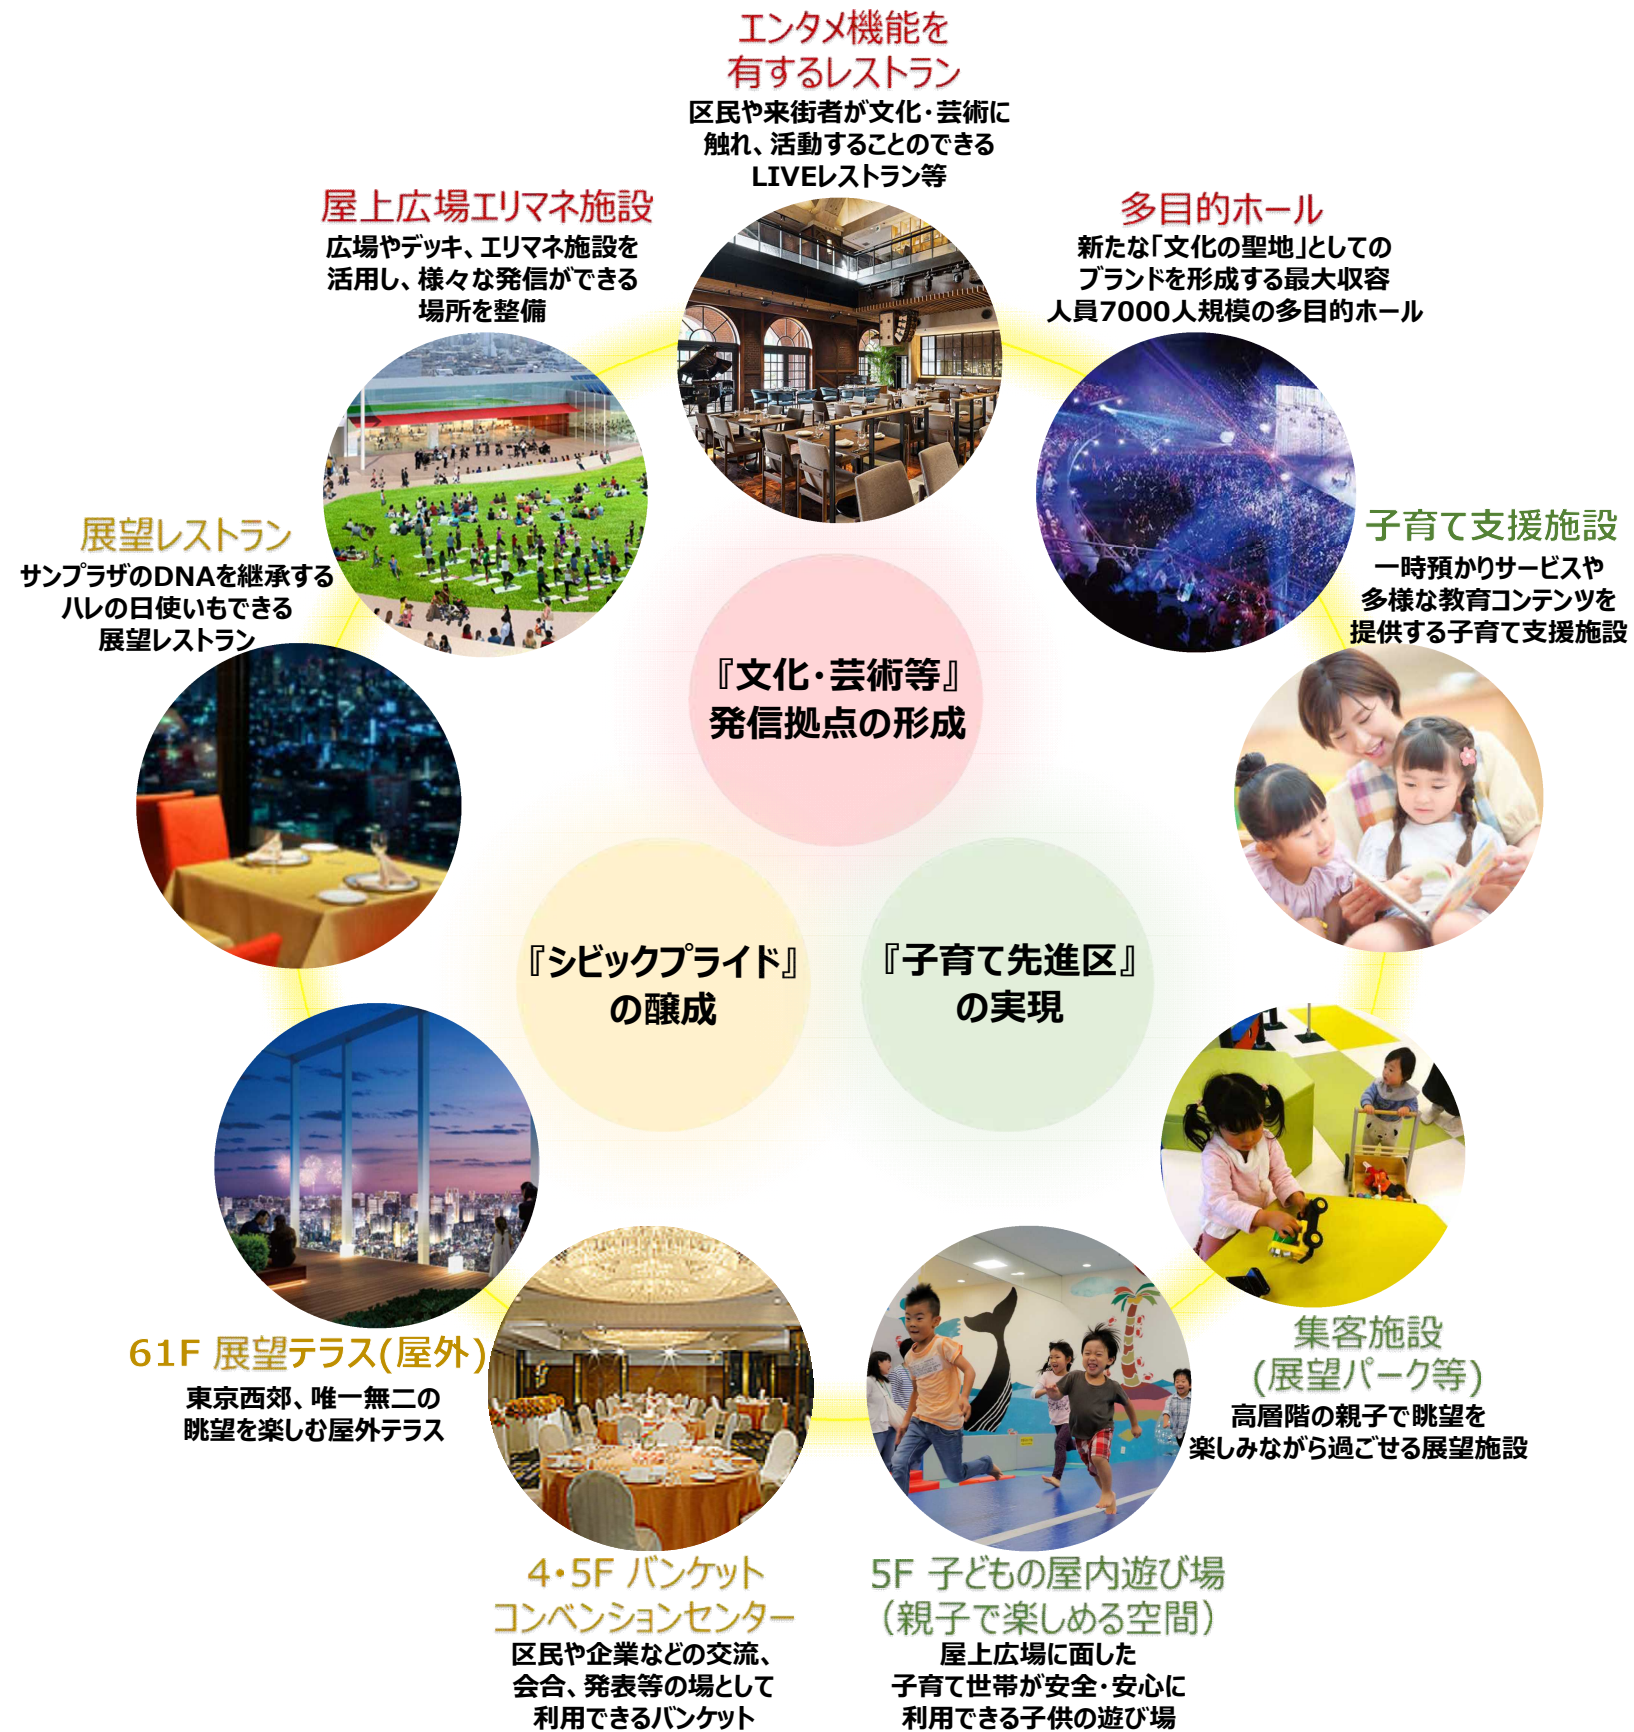 エンタメ機能を
有するレストラン
区民や来街者が文化・芸術に
触れ、活動することのできる
LIVEレストラン等
屋上広場エリマネ施設
広場やデッキ、エリマネ施設を
活用し、様々な発信ができる
場所を整備
多目的ホール
新たな「文化の聖地」としての
ブランドを形成する最大収容
人員7000人規模の多目的ホール
展望レストラン
サンプラザのDNAを継承する
ハレの日使いもできる
展望レストラン
子育て支援施設
一時預かりサービスや
多様な教育コンテンツを
提供する子育て支援施設
『文化・芸術等』
発信拠点の形成
『シビックプライド』
の醸成
『子育て先進区』
の実現
61F 展望テラス(屋外)
東京西郊、唯一無二の
眺望を楽しむ屋外テラス
集客施設
(展望パーク等)
高層階の親子で眺望を
楽しみながら過ごせる展望施設
4・5F バンケット
コンベンションセンター
区民や企業などの交流、
会合、発表等の場として
利用できるバンケット
5F 子どもの屋内遊び場
（親子で楽しめる空間）
屋上広場に面した
子育て世帯が安全・安心に
利用できる子供の遊び場